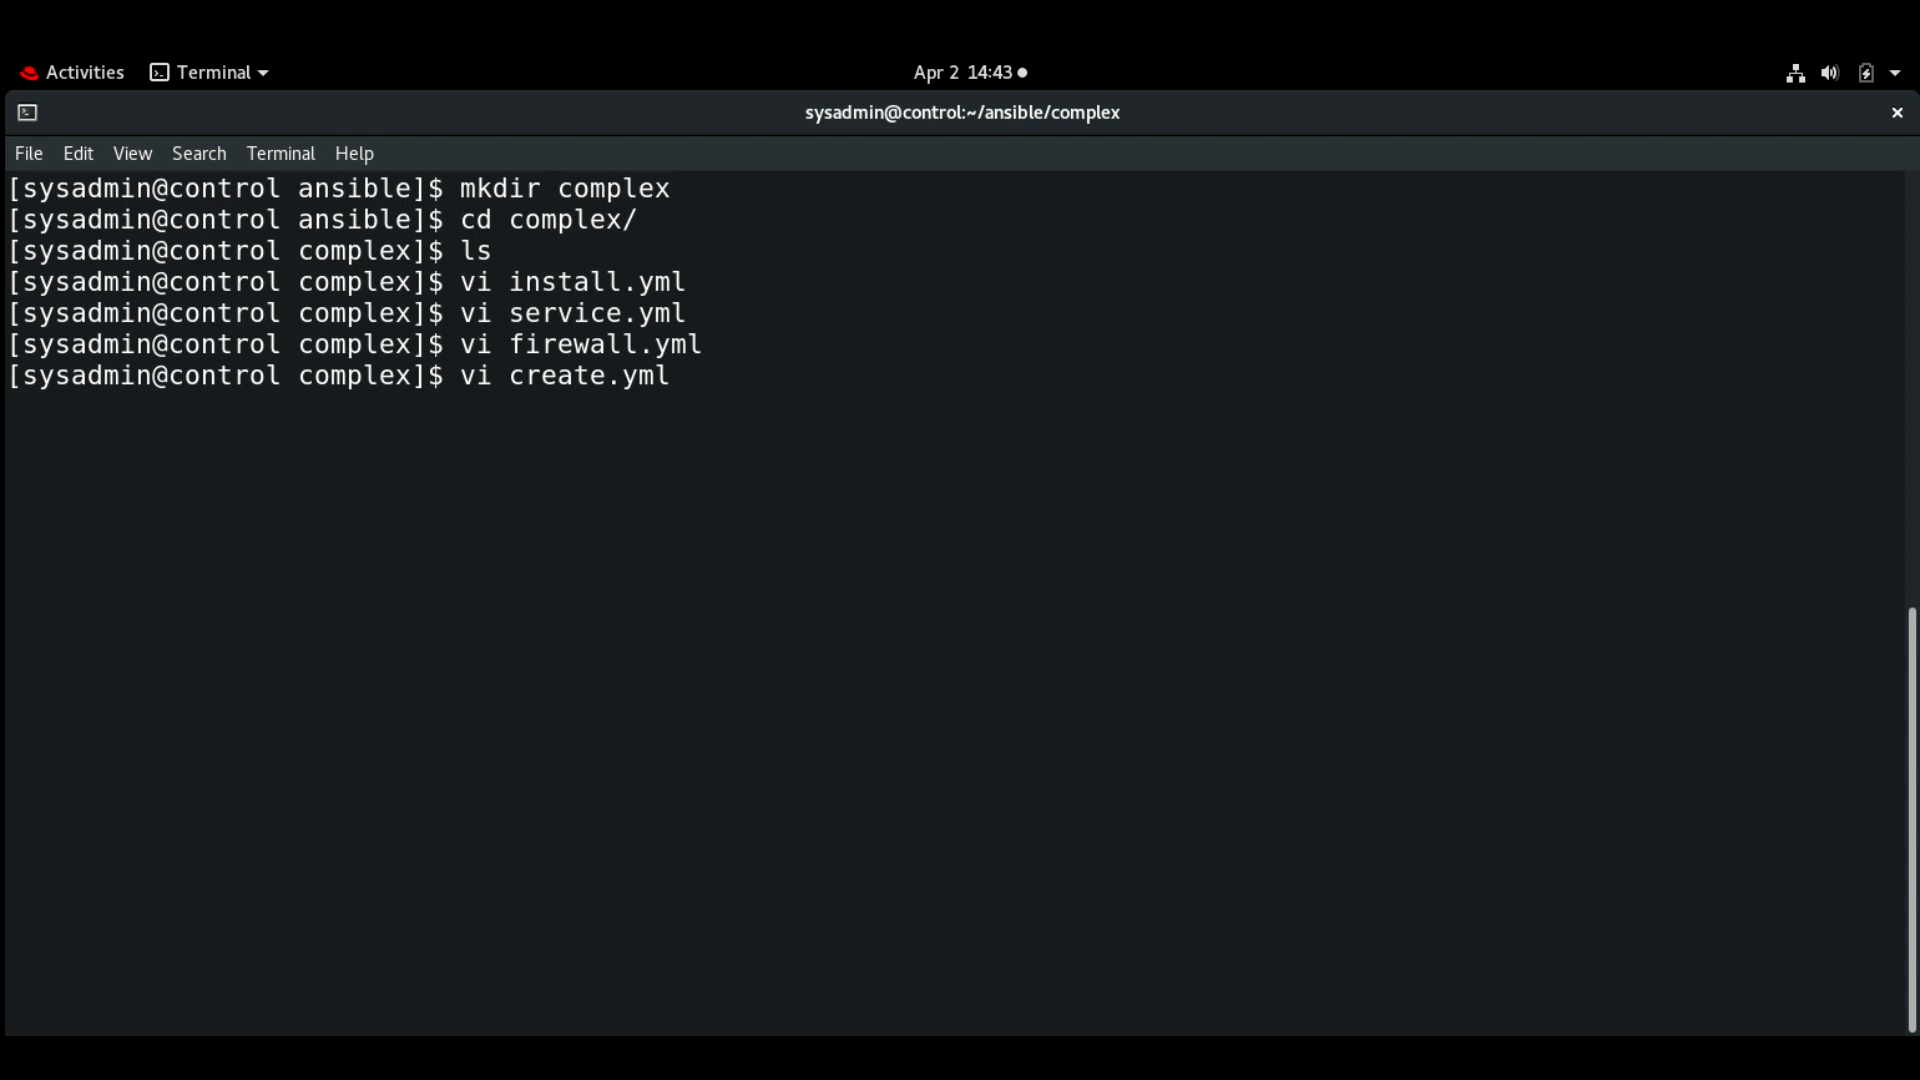 Activities Terminal Apr 2 14:43
sysadmin@control:~/ansible/complex
File Edit View Search Terminal Help
[sysadmin@control ansible]$ mkdir complex
[sysadmin@control ansible]$ cd complex/
[sysadmin@control complex]$ ls
[sysadmin@control complex]$ vi install.yml
[sysadmin@control complex]$ vi service.yml
[sysadmin@control complex]$ vi firewall.yml
[sysadmin@control complex]$ vi create.yml